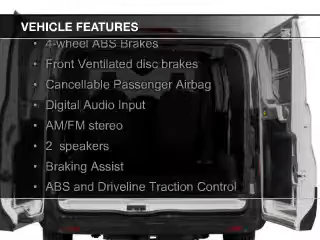 VEHICLE FEATURES
• 4-wheel ABS Brakes
• Front Ventilated disc brakes
• Cancellable Passenger Airbag
• Digital Audio Input
• AM/FM stereo
• 2 speakers
• Braking Assist
• ABS and Driveline Traction Control